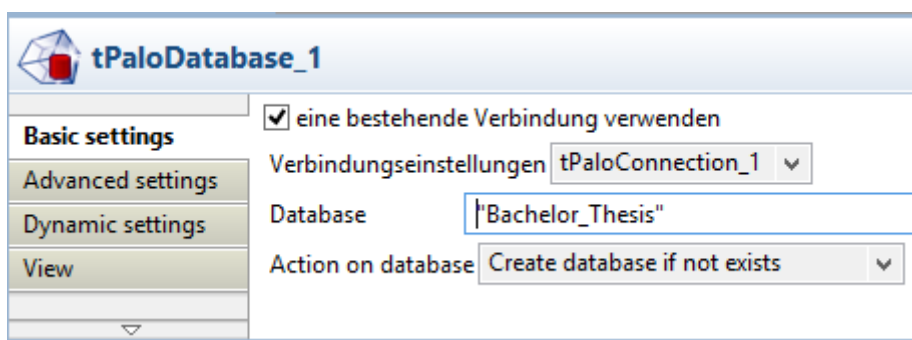 tPaloDatabase_1
Basic settings
Advanced settings
Dynamic settings
View
eine bestehende Verbindung verwenden
Verbindungseinstellungen tPaloConnection_1
Database "Bachelor_Thesis"
Action on database Create database if not exists